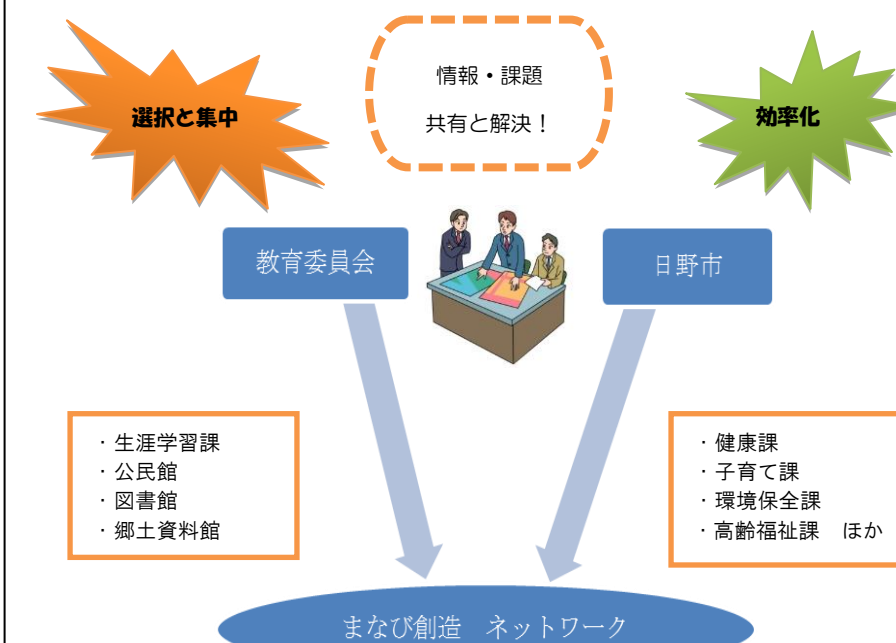 選択と集中
情報・課題
共有と解決！
効率化
教育委員会
日野市
・生涯学習課
・公民館
・図書館
・郷土資料館
・健康課
・子育て課
・環境保全課
・高齢福祉課　ほか
まなび創造　ネットワーク